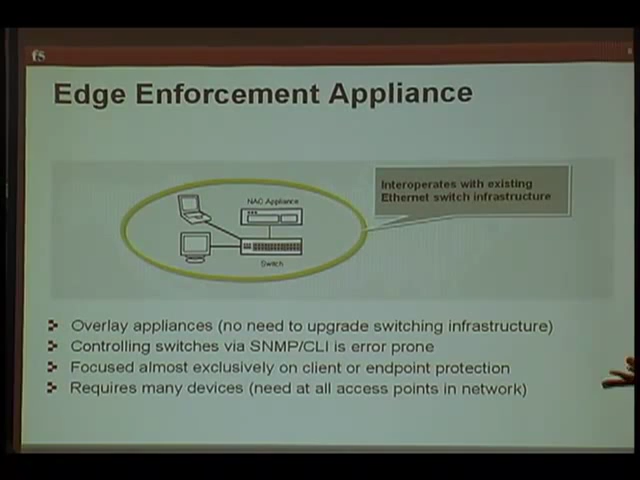 f5
Edge Enforcement Appliance
Interoperates with existing
Ethernet switch infrastructure
NAC Appliance
Switch
Overlay appliances (no need to upgrade switching infrastructure)
Controlling switches via SNMP/CLI is error prone
Focused almost exclusively on client or endpoint protection
Requires many devices (need at all access points in network)